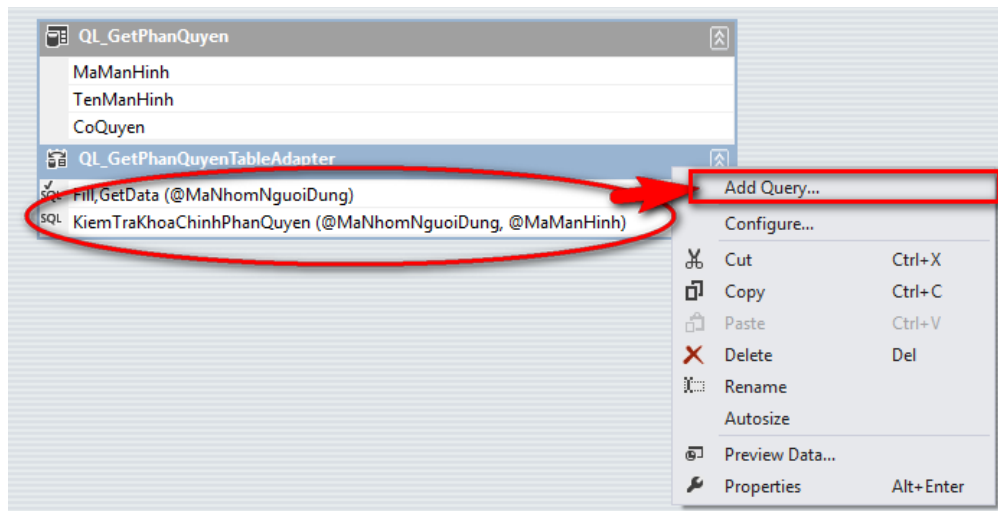 QL_GetPhanQuyen
MaManHinh
TenManHinh
CoQuyen
QL_GetPhanQuyenTableAdapter
SQL Fill,GetData (@MaNhomNguoiDung)
SQL KiemTraKhoaChinhPhanQuyen (@MaNhomNguoiDung, @MaManHinh)
Add Query...
Configure...
Cut Ctrl+X
Copy Ctrl+C
Paste Ctrl+V
Delete Del
Rename
Autosize
Preview Data...
Properties Alt+Enter